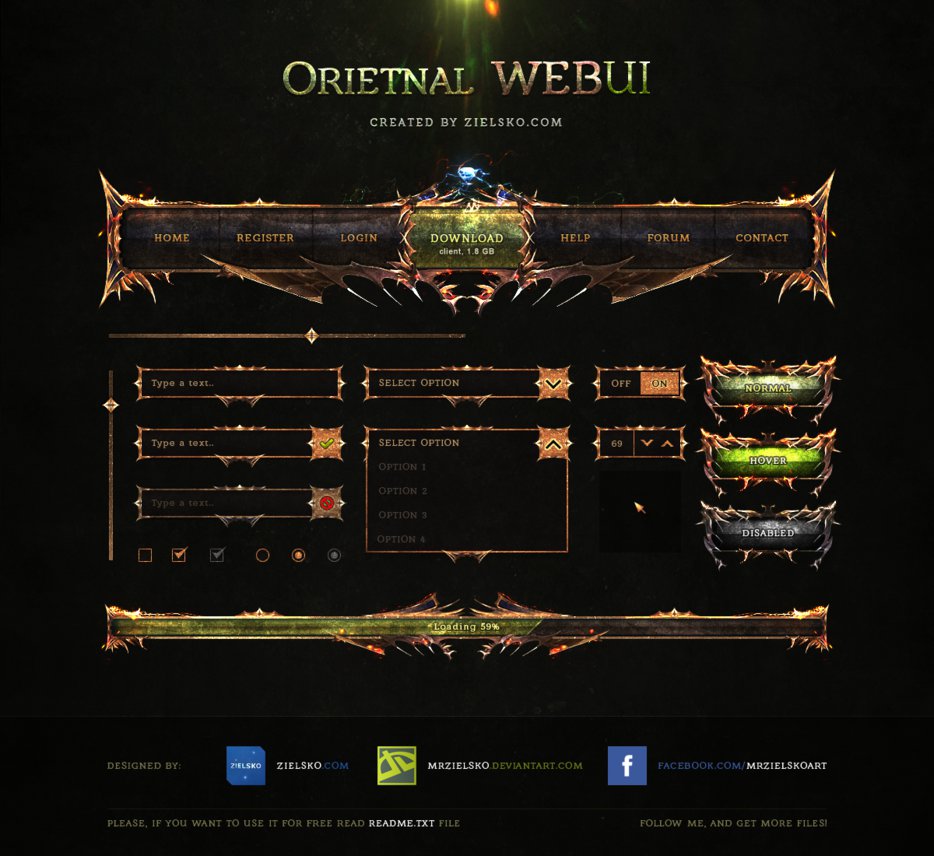 Orietnal WEBUI
CREATED BY ZIELSKO.COM
HOME
REGISTER
LOGIN
DOWNLOAD
client, 1.8 GB
HELP
FORUM
CONTACT
Type a text..
SELECT OPTION
OFF
ON
NORMAL
Type a text..
SELECT OPTION
69
HOVER
OPTION 1
OPTION 2
Type a text..
OPTION 3
DISABLED
OPTION 4
Loading 59%
DESIGNED BY:
ZIELSKO
ZIELSKO.COM
MRZIELSKO.DEVIANTART.COM
f
FACEBOOK.COM/MRZIELSKOART
PLEASE, IF YOU WANT TO USE IT FOR FREE READ README.TXT FILE
FOLLOW ME, AND GET MORE FILES!